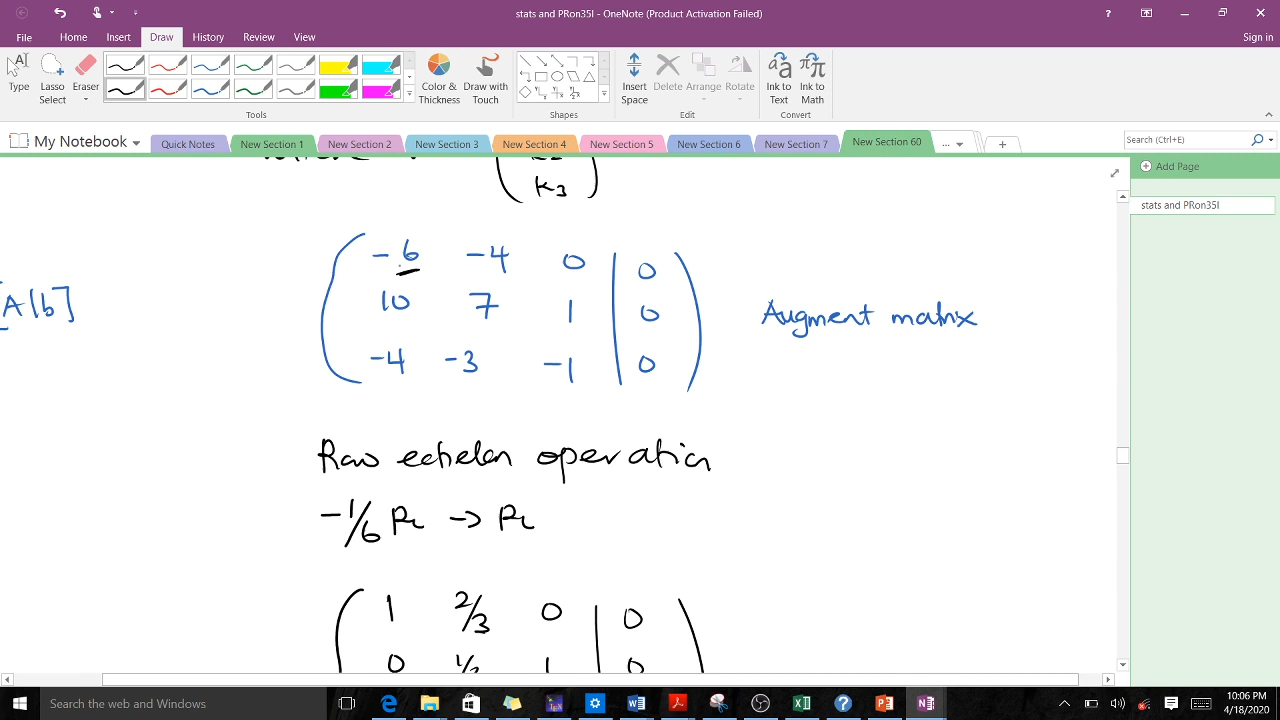 stats and PRon35I - OneNote (Product Activation Failed)
File Home Insert Draw History Review View Sign in
Type Lasso Select Eraser Color & Thickness Draw with Touch Insert Space Delete Arrange Rotate Ink to Text Ink to Math
Tools Shapes Edit Convert
My Notebook Quick Notes New Section 1 New Section 2 New Section 3 New Section 4 New Section 5 New Section 6 New Section 7 New Section 60 ... Search (Ctrl+E)
Add Page
stats and PRon35I
k3
-6 -4 0 | 0
10 7 1 | 0
-4 -3 -1 | 0
[A|b]
Augment matrix
Row echelon operation
-1/6 R1 -> R1
1 2/3 0 | 0
0 1/3 1 | 0
Search the web and Windows
10:06 PM
4/18/2020